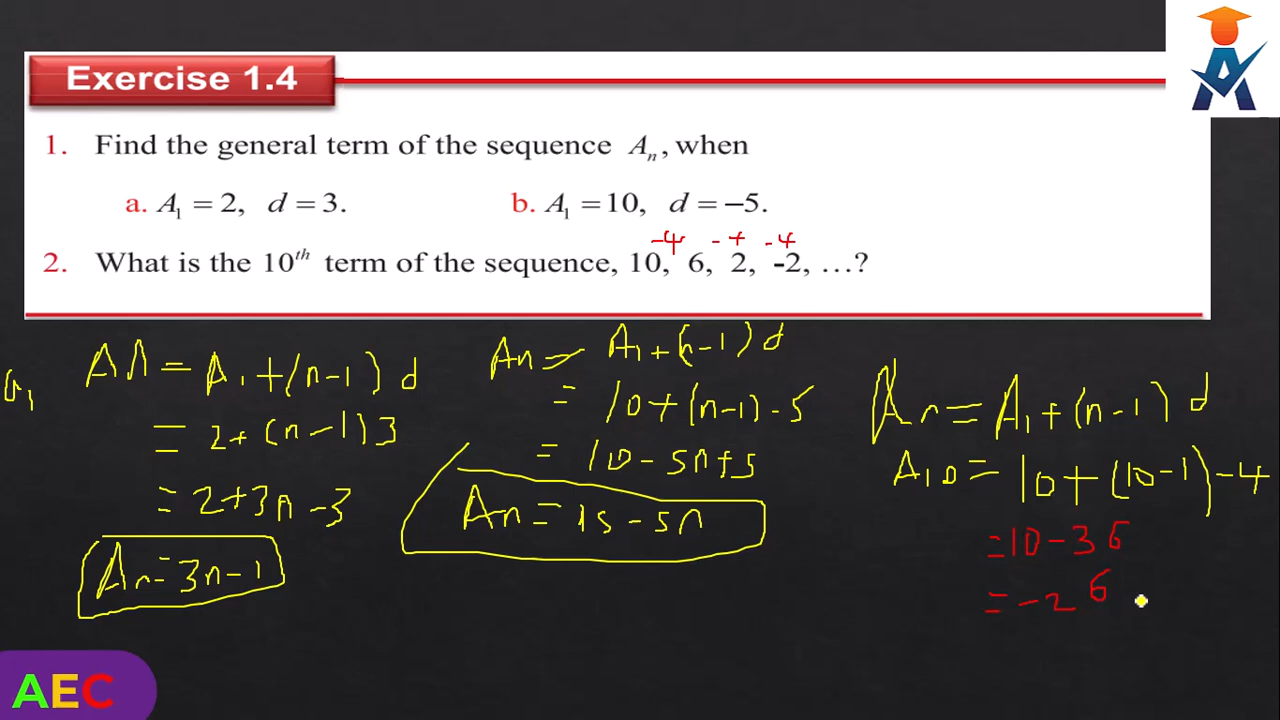 Exercise 1.4
1. Find the general term of the sequence Aₙ, when
a. A₁ = 2, d = 3. b. A₁ = 10, d = −5.
-4 -4 -4
2. What is the 10ᵗʰ term of the sequence, 10, 6, 2, -2, …?
An = A₁ + (n-1) d
= 2 + (n-1)3
= 2+3n -3
An = 3n-1
An = A₁ + (n-1) d
= 10 + (n-1) -5
= 10 - 5n+5
An = 15 - 5n
An = A₁ + (n-1) d
A10 = 10 + (10-1) -4
= 10 - 36
= -26
AEC